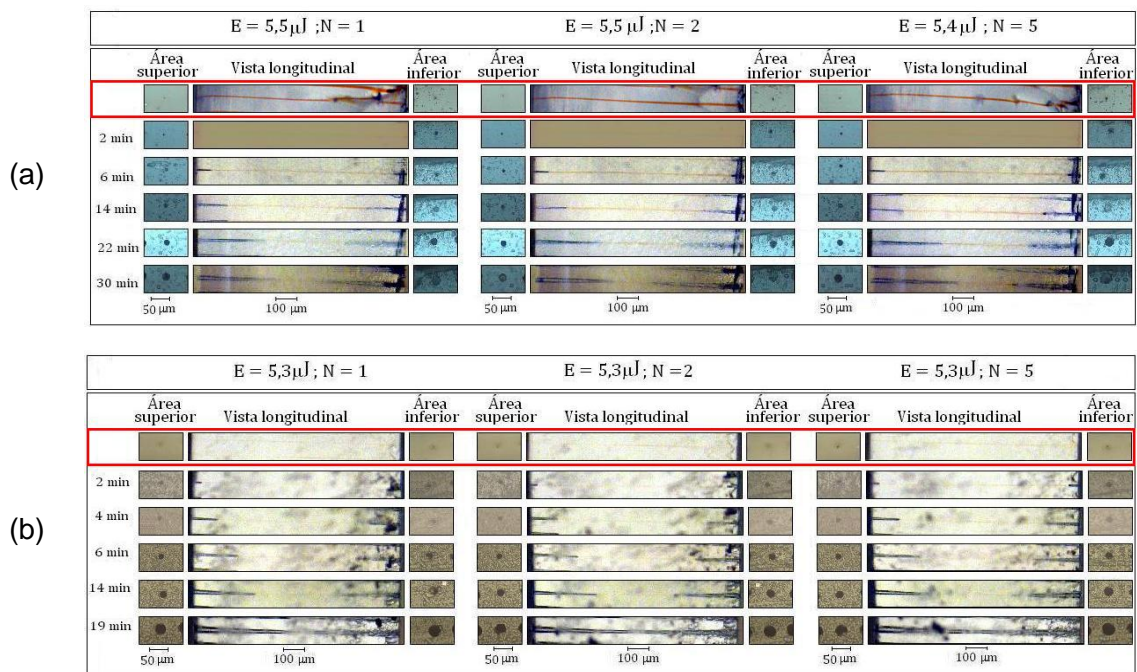 (a)
E = 5,5µJ ;N = 1 E = 5,5 µJ ;N = 2 E = 5,4 µJ ; N = 5
Área superior Vista longitudinal Área inferior Área superior Vista longitudinal Área inferior Área superior Vista longitudinal Área inferior
2 min
6 min
14 min
22 min
30 min
50 µm 100 µm 50 µm 100 µm 50 µm 100 µm
(b)
E = 5,3µJ ; N = 1 E = 5,3µJ ; N =2 E = 5,3µJ ; N = 5
Área superior Vista longitudinal Área inferior Área superior Vista longitudinal Área inferior Área superior Vista longitudinal Área inferior
2 min
4 min
6 min
14 min
19 min
50 µm 100 µm 50 µm 100 µm 50 µm 100 µm